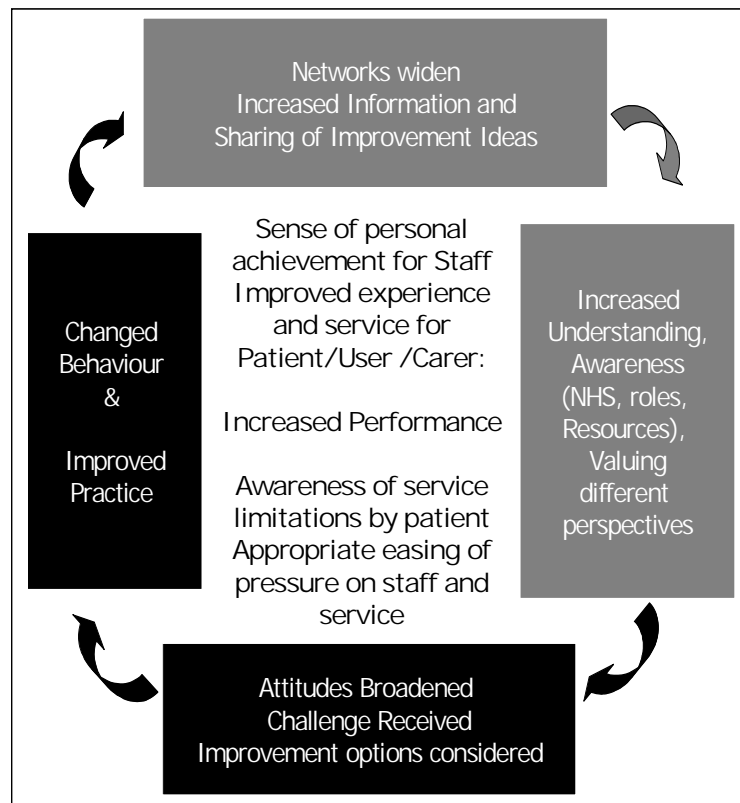 Networks widen
Increased Information and
Sharing of Improvement Ideas
Sense of personal
achievement for Staff
Improved experience
and service for
Patient/User /Carer:
Increased Performance
Awareness of service
limitations by patient
Appropriate easing of
pressure on staff and
service
Increased
Understanding,
Awareness
(NHS, roles,
Resources),
Valuing
different
perspectives
Attitudes Broadened
Challenge Received
Improvement options considered
Changed
Behaviour
&
Improved
Practice